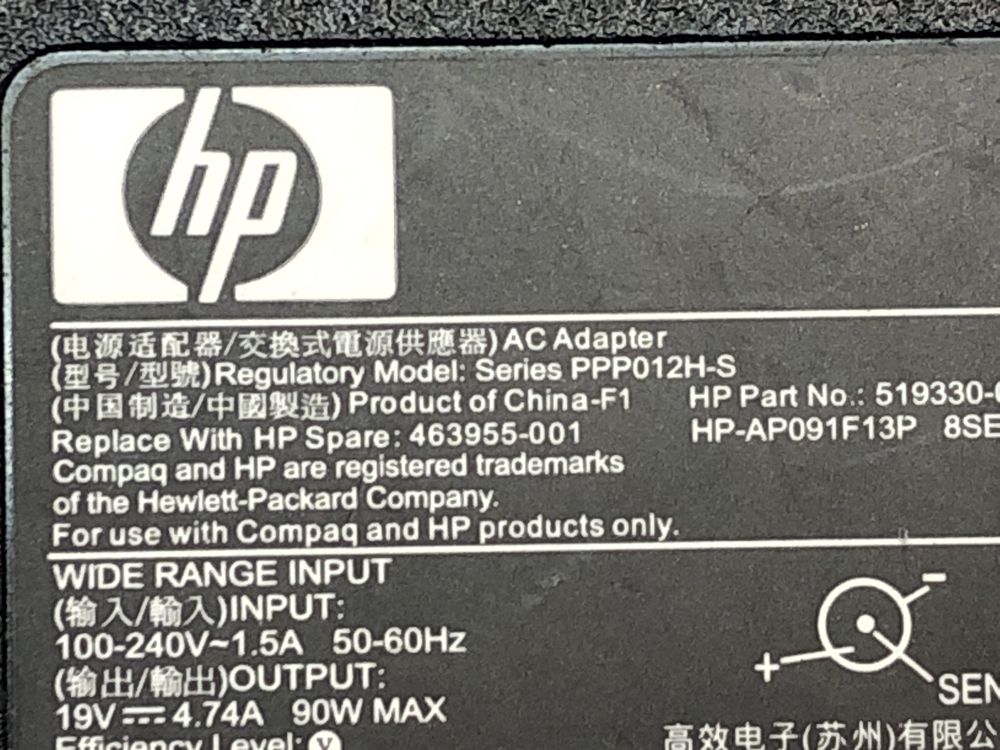 hp
(电源适配器/交換式電源供應器) AC Adapter
(型号/型號) Regulatory Model: Series PPP012H-S
(中国制造/中國製造) Product of China-F1
HP Part No.: 519330-
Replace With HP Spare: 463955-001
HP-AP091F13P 8SE
Compaq and HP are registered trademarks
of the Hewlett-Packard Company.
For use with Compaq and HP products only.
WIDE RANGE INPUT
(输入/輸入)INPUT:
100-240V~1.5A 50-60Hz
(输出/輸出)OUTPUT:
19V⎓4.74A 90W MAX
Efficiency Level: V
- 
+
SEN
高效电子(苏州)有限公